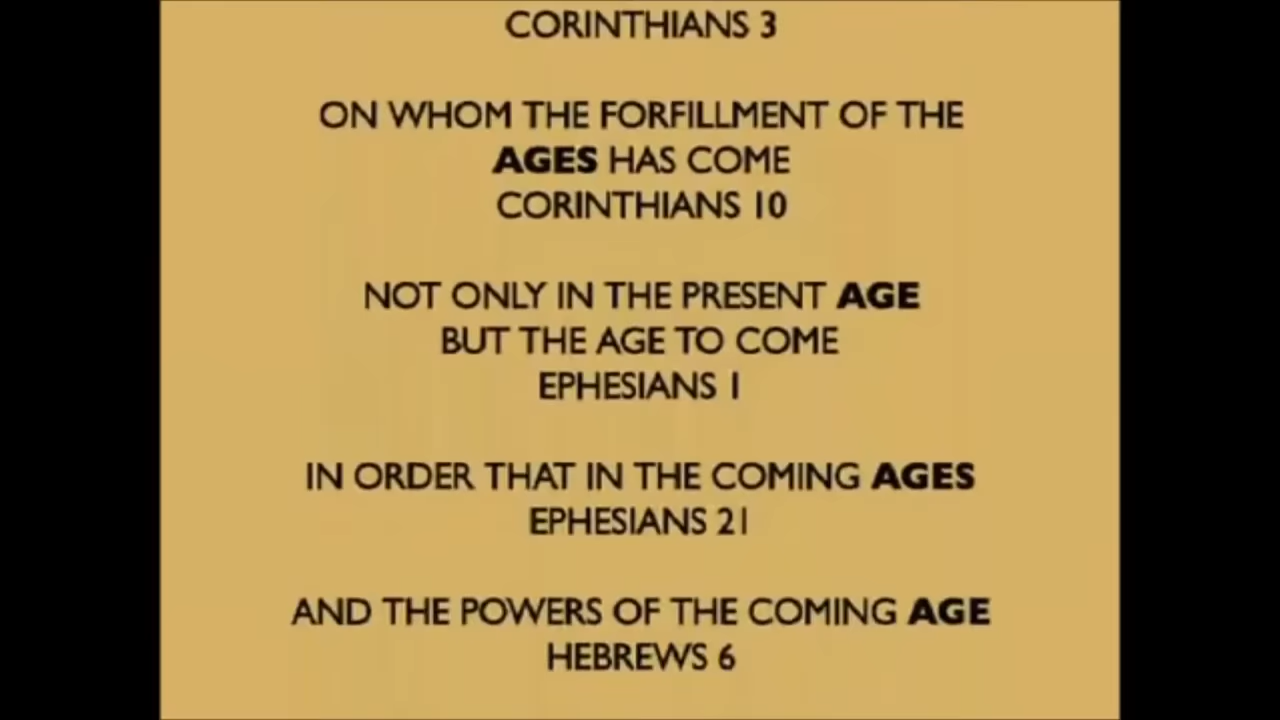 CORINTHIANS 3
ON WHOM THE FORFILLMENT OF THE
AGES HAS COME
CORINTHIANS 10
NOT ONLY IN THE PRESENT AGE
BUT THE AGE TO COME
EPHESIANS 1
IN ORDER THAT IN THE COMING AGES
EPHESIANS 21
AND THE POWERS OF THE COMING AGE
HEBREWS 6